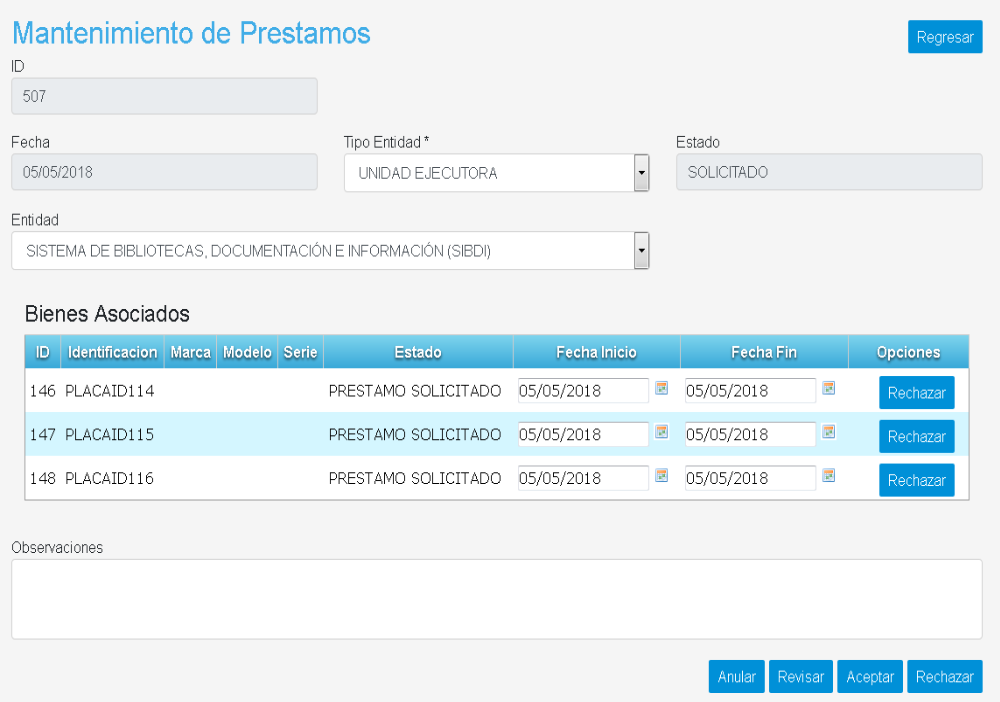 Mantenimiento de Prestamos
Regresar
ID
507
Fecha
Tipo Entidad *
Estado
05/05/2018
UNIDAD EJECUTORA
SOLICITADO
Entidad
SISTEMA DE BIBLIOTECAS, DOCUMENTACIÓN E INFORMACIÓN (SIBDI)
Bienes Asociados
ID Identificacion Marca Modelo Serie Estado Fecha Inicio Fecha Fin Opciones
146 PLACAID114 PRESTAMO SOLICITADO 05/05/2018 05/05/2018 Rechazar
147 PLACAID115 PRESTAMO SOLICITADO 05/05/2018 05/05/2018 Rechazar
148 PLACAID116 PRESTAMO SOLICITADO 05/05/2018 05/05/2018 Rechazar
Observaciones
Anular Revisar Aceptar Rechazar